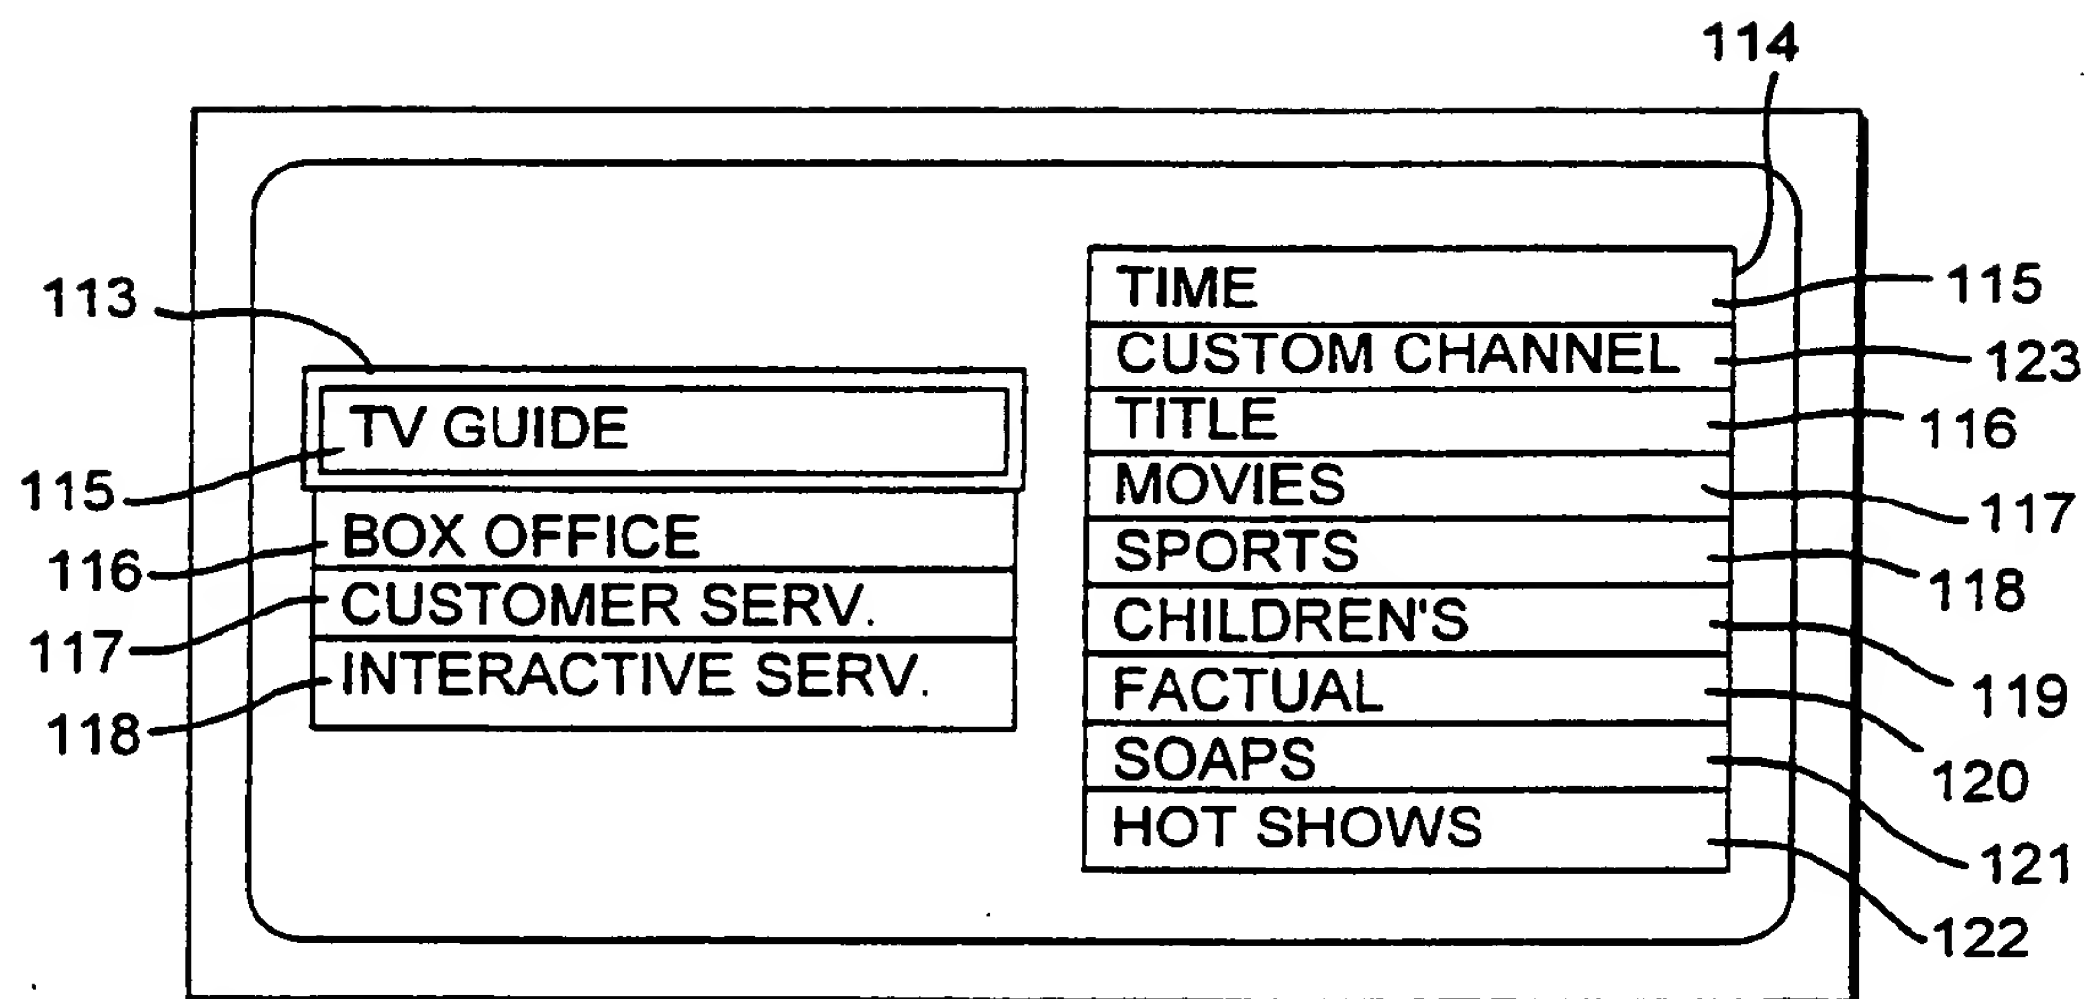 114
113
TV GUIDE
115
BOX OFFICE
116
CUSTOMER SERV.
117
INTERACTIVE SERV.
118
TIME
115
CUSTOM CHANNEL
123
TITLE
116
MOVIES
117
SPORTS
118
CHILDREN'S
119
FACTUAL
120
SOAPS
121
HOT SHOWS
122